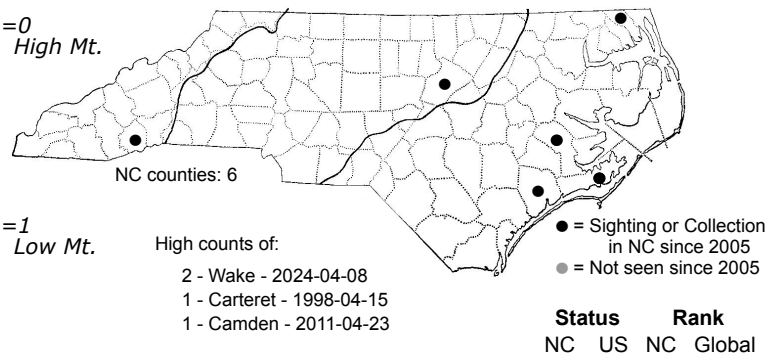 =0
High Mt.
NC counties: 6
=1
Low Mt.
High counts of:
2 - Wake - 2024-04-08
1 - Carteret - 1998-04-15
1 - Camden - 2011-04-23
= Sighting or Collection
in NC since 2005
= Not seen since 2005
Status Rank
NC US NC Global